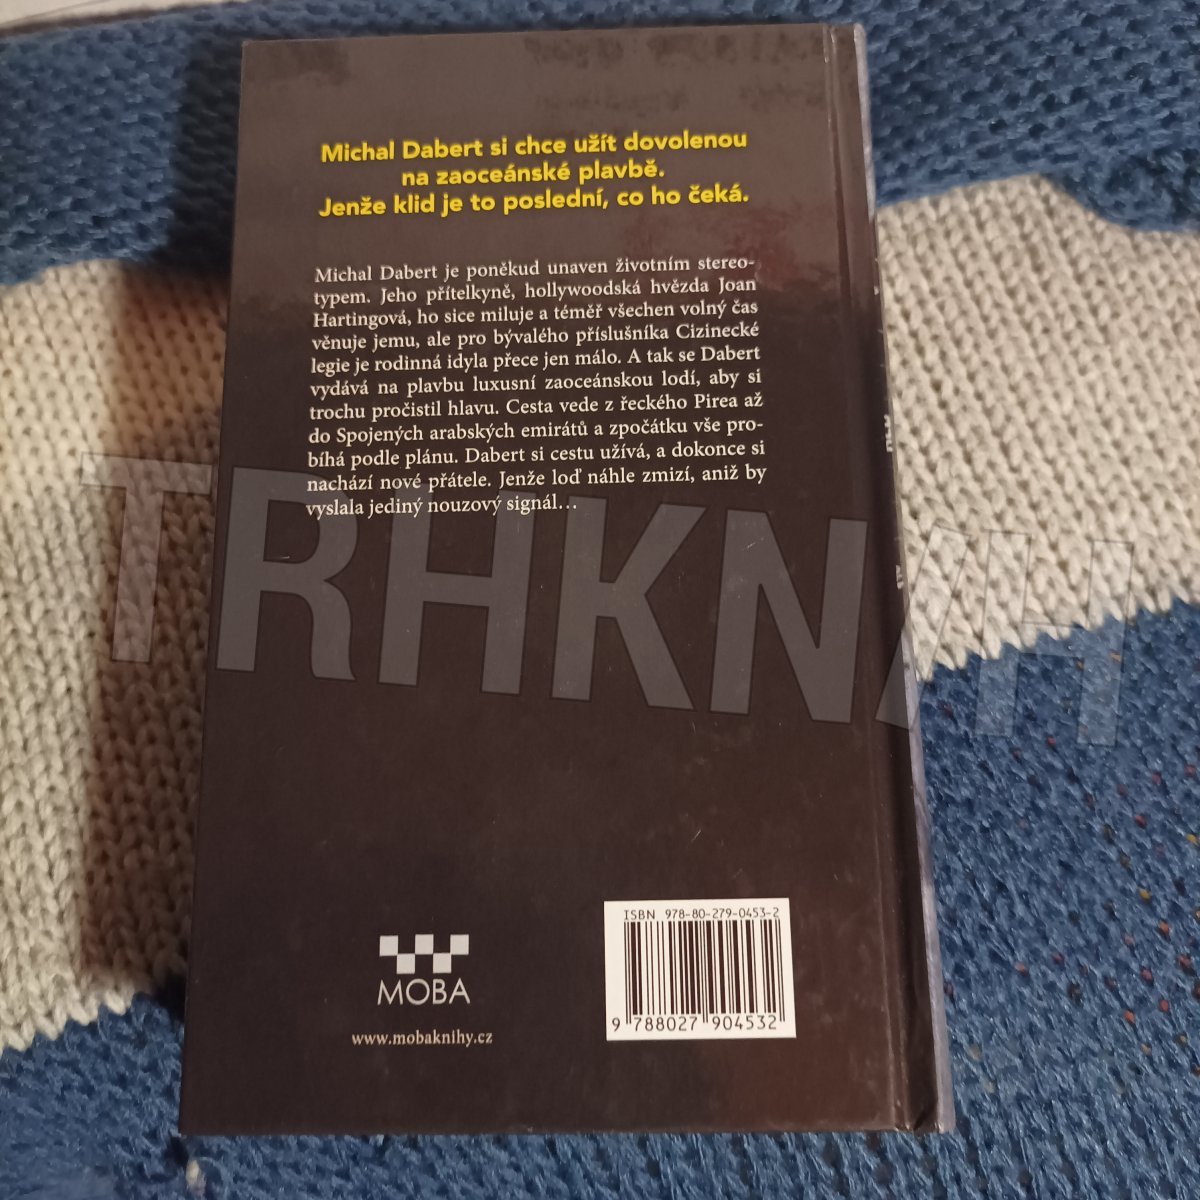 Michal Dabert si chce užít dovolenou
na zaoceánské plavbě.
Jenže klid je to poslední, co ho čeká.
Michal Dabert je poněkud unaven životním stereo-
typem. Jeho přítelkyně, hollywoodská hvězda Joan
Hartingová, ho sice miluje a téměř všechen volný čas
věnuje jemu, ale pro bývalého příslušníka Cizinecké
legie je rodinná idyla přece jen málo. A tak se Dabert
vydává na plavbu luxusní zaoceánskou lodí, aby si
trochu pročistil hlavu. Cesta vede z řeckého Pirea až
do Spojených arabských emirátů a zpočátku vše pro-
bíhá podle plánu. Dabert si cestu užívá, a dokonce si
nachází nové přátele. Jenže loď náhle zmizí, aniž by
vyslala jediný nouzový signál…
TRHKNIH
MOBA
www.mobaknihy.cz
ISBN 978-80-279-0453-2
9 788027 904532